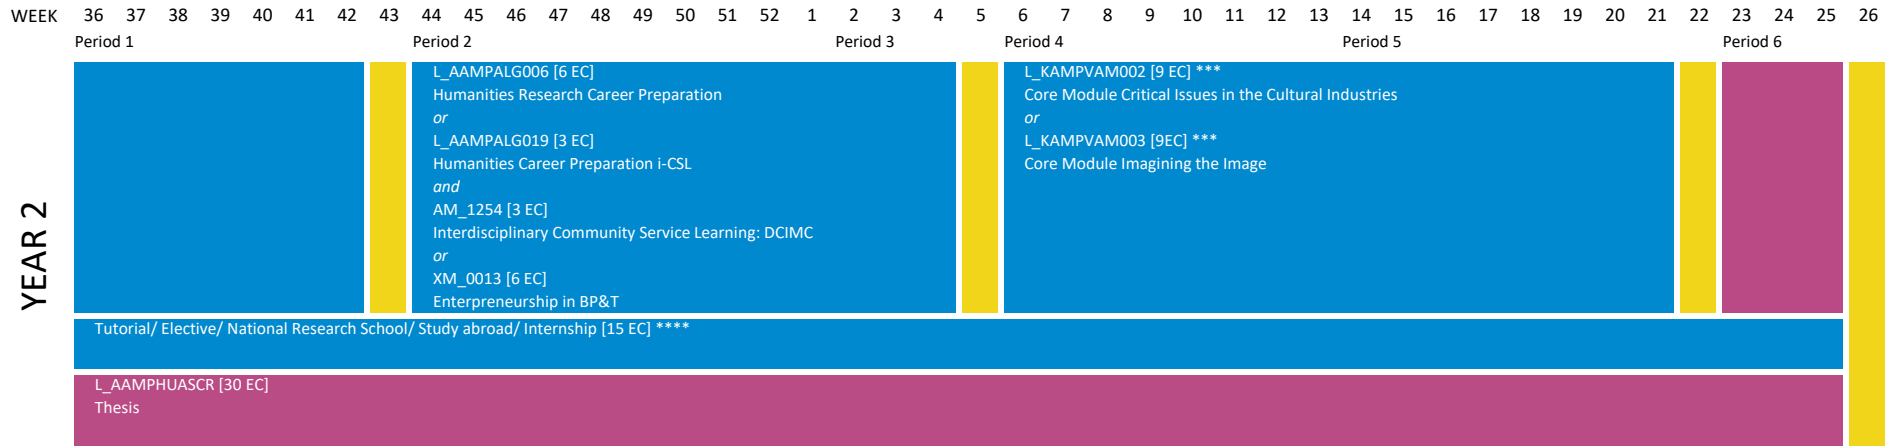 WEEK 36 37 38 39 40 41 42 43 44 45 46 47 48 49 50 51 52 1 2 3 4 5 6 7 8 9 10 11 12 13 14 15 16 17 18 19 20 21 22 23 24 25 26
Period 1 Period 2 Period 3 Period 4 Period 5 Period 6
YEAR 2
L_AAMPALG006 [6 EC]
Humanities Research Career Preparation
or
L_AAMPALG019 [3 EC]
Humanities Career Preparation i-CSL
and
AM_1254 [3 EC]
Interdisciplinary Community Service Learning: DCIMC
or
XM_0013 [6 EC]
Enterpreneurship in BP&T
L_KAMPVAM002 [9 EC] ***
Core Module Critical Issues in the Cultural Industries
or
L_KAMPVAM003 [9EC] ***
Core Module Imagining the Image
Tutorial/ Elective/ National Research School/ Study abroad/ Internship [15 EC] ****
L_AAMPHUASCR [30 EC]
Thesis